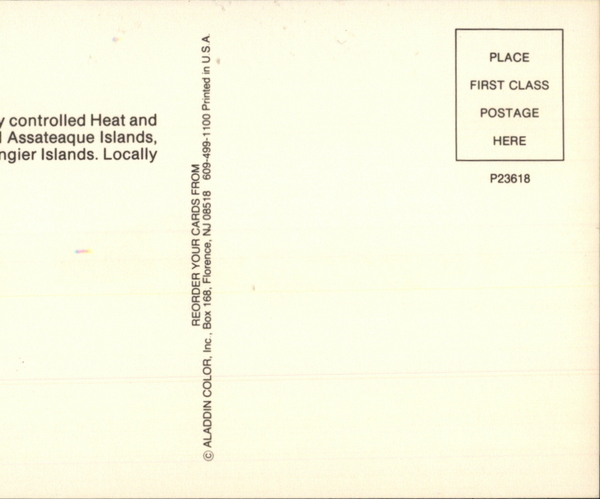 y controlled Heat and
Assateaque Islands,
ngier Islands. Locally
REORDER YOUR CARDS FROM
© ALADDIN COLOR, Inc., Box 168, Florence, NJ 08518 609-499-1100 Printed in U S A
PLACE
FIRST CLASS
POSTAGE
HERE
P23618